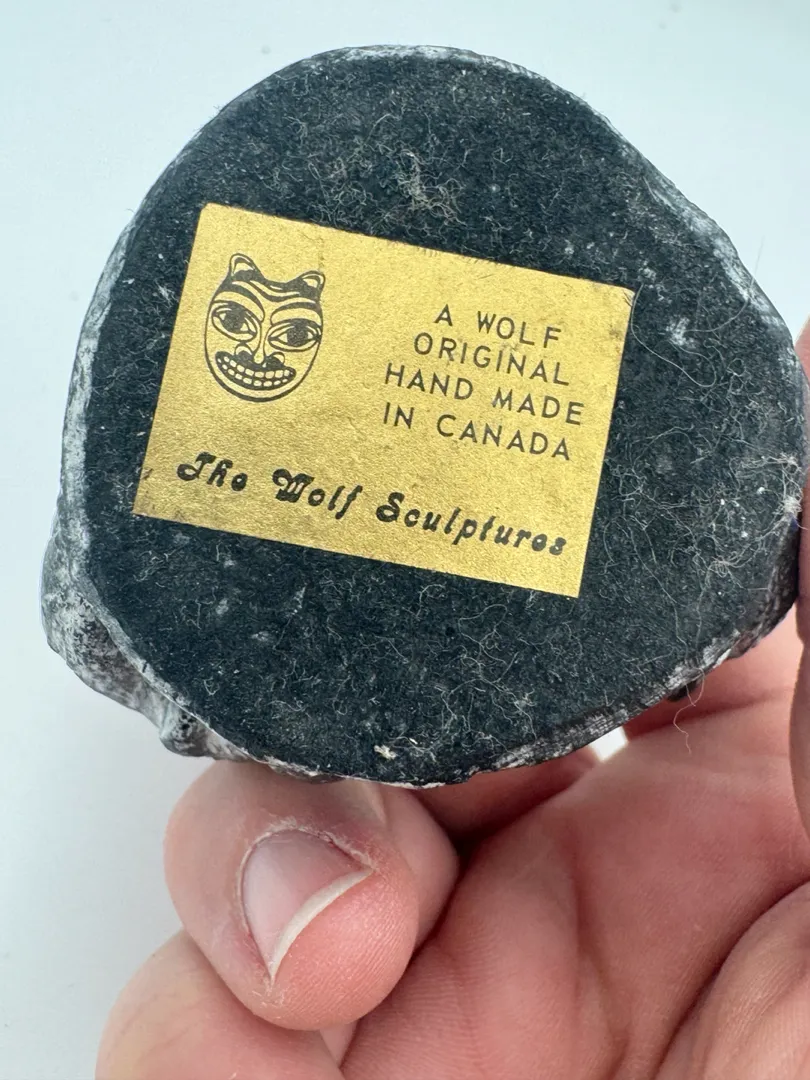 A WOLF
ORIGINAL
HAND MADE
IN CANADA
The Wolf Sculptures